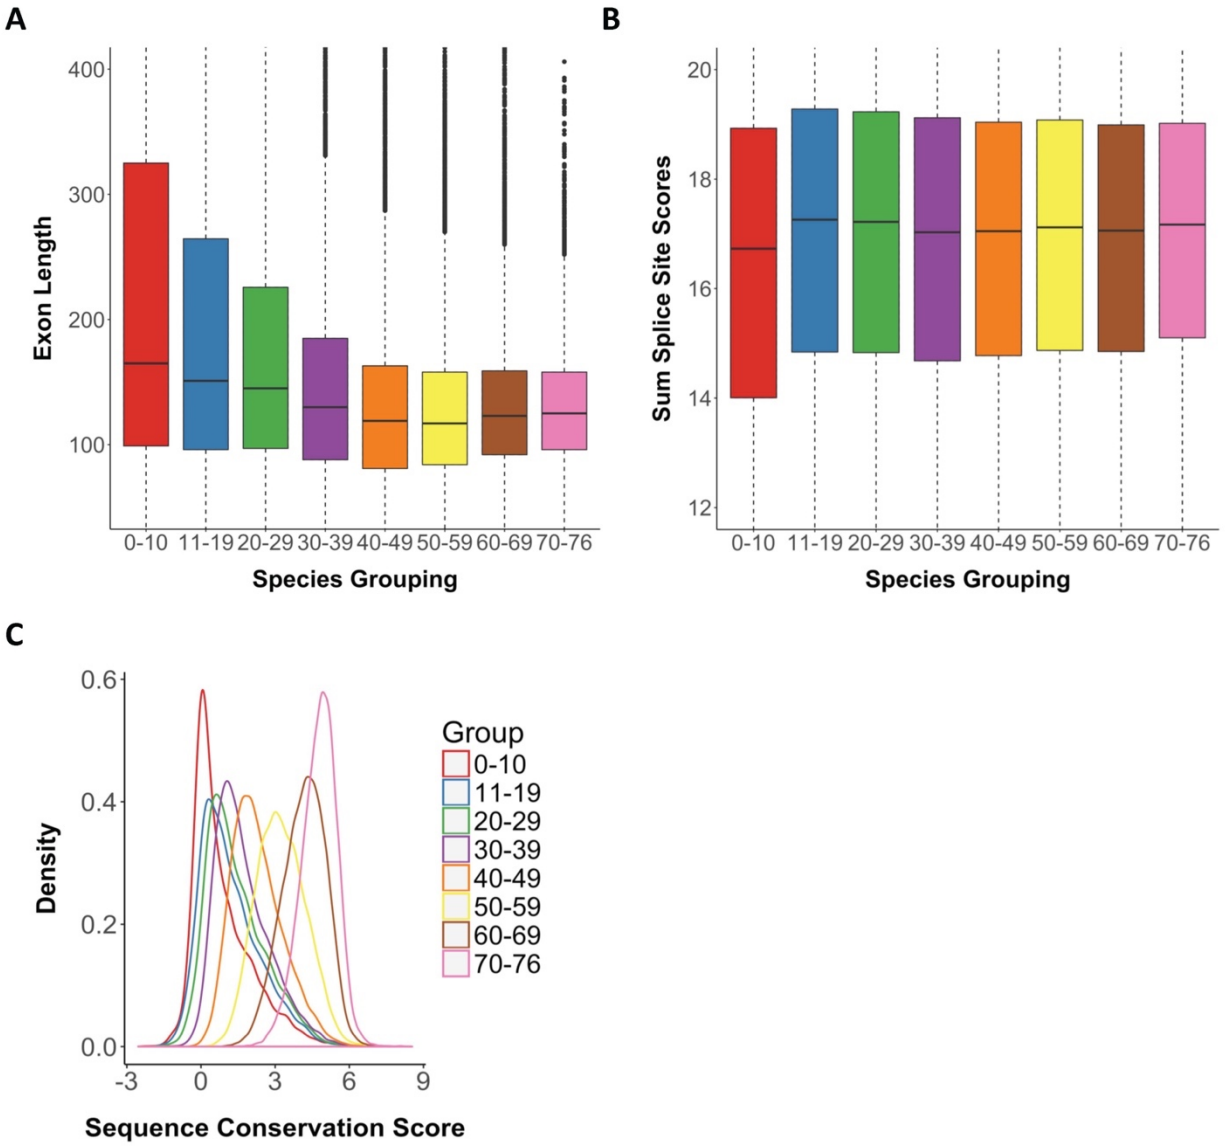 A
400
300
200
100
Exon Length
0-10 11-19 20-29 30-39 40-49 50-59 60-69 70-76
Species Grouping
B
20
18
16
14
12
Sum Splice Site Scores
0-10 11-19 20-29 30-39 40-49 50-59 60-69 70-76
Species Grouping
C
0.6
0.4
0.2
0.0
Density
-3 0 3 6 9
Sequence Conservation Score
Group
0-10
11-19
20-29
30-39
40-49
50-59
60-69
70-76